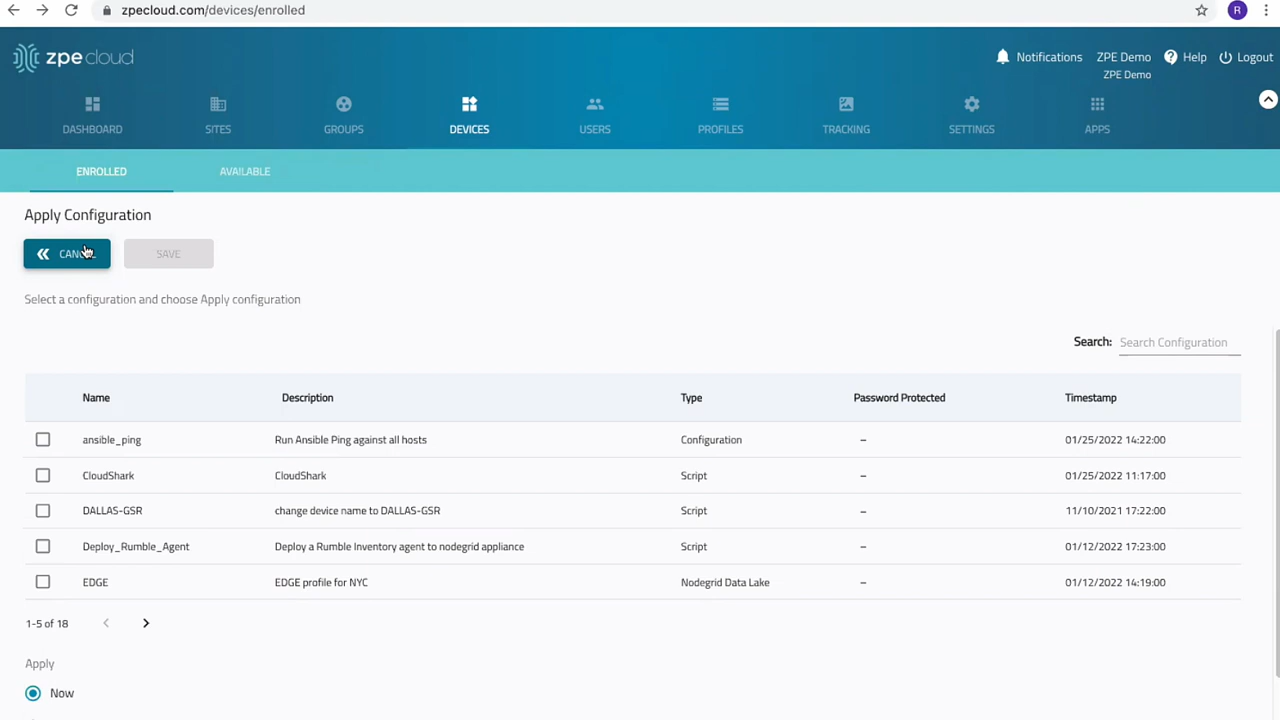 zpecloud.com/devices/enrolled
R
zpe cloud
Notifications
ZPE Demo
ZPE Demo
Help
Logout
DASHBOARD
SITES
GROUPS
DEVICES
USERS
PROFILES
TRACKING
SETTINGS
APPS
ENROLLED
AVAILABLE
Apply Configuration
SAVE
Select a configuration and choose Apply configuration
Search: Search Configuration
Name Description Type Password Protected Timestamp
ansible_ping Run Ansible Ping against all hosts Configuration – 01/25/2022 14:22:00
CloudShark CloudShark Script – 01/25/2022 11:17:00
DALLAS-GSR change device name to DALLAS-GSR Script – 11/10/2021 17:22:00
Deploy_Rumble_Agent Deploy a Rumble Inventory agent to nodegrid appliance Script – 01/12/2022 17:23:00
EDGE EDGE profile for NYC Nodegrid Data Lake – 01/12/2022 14:19:00
1-5 of 18
Apply
Now